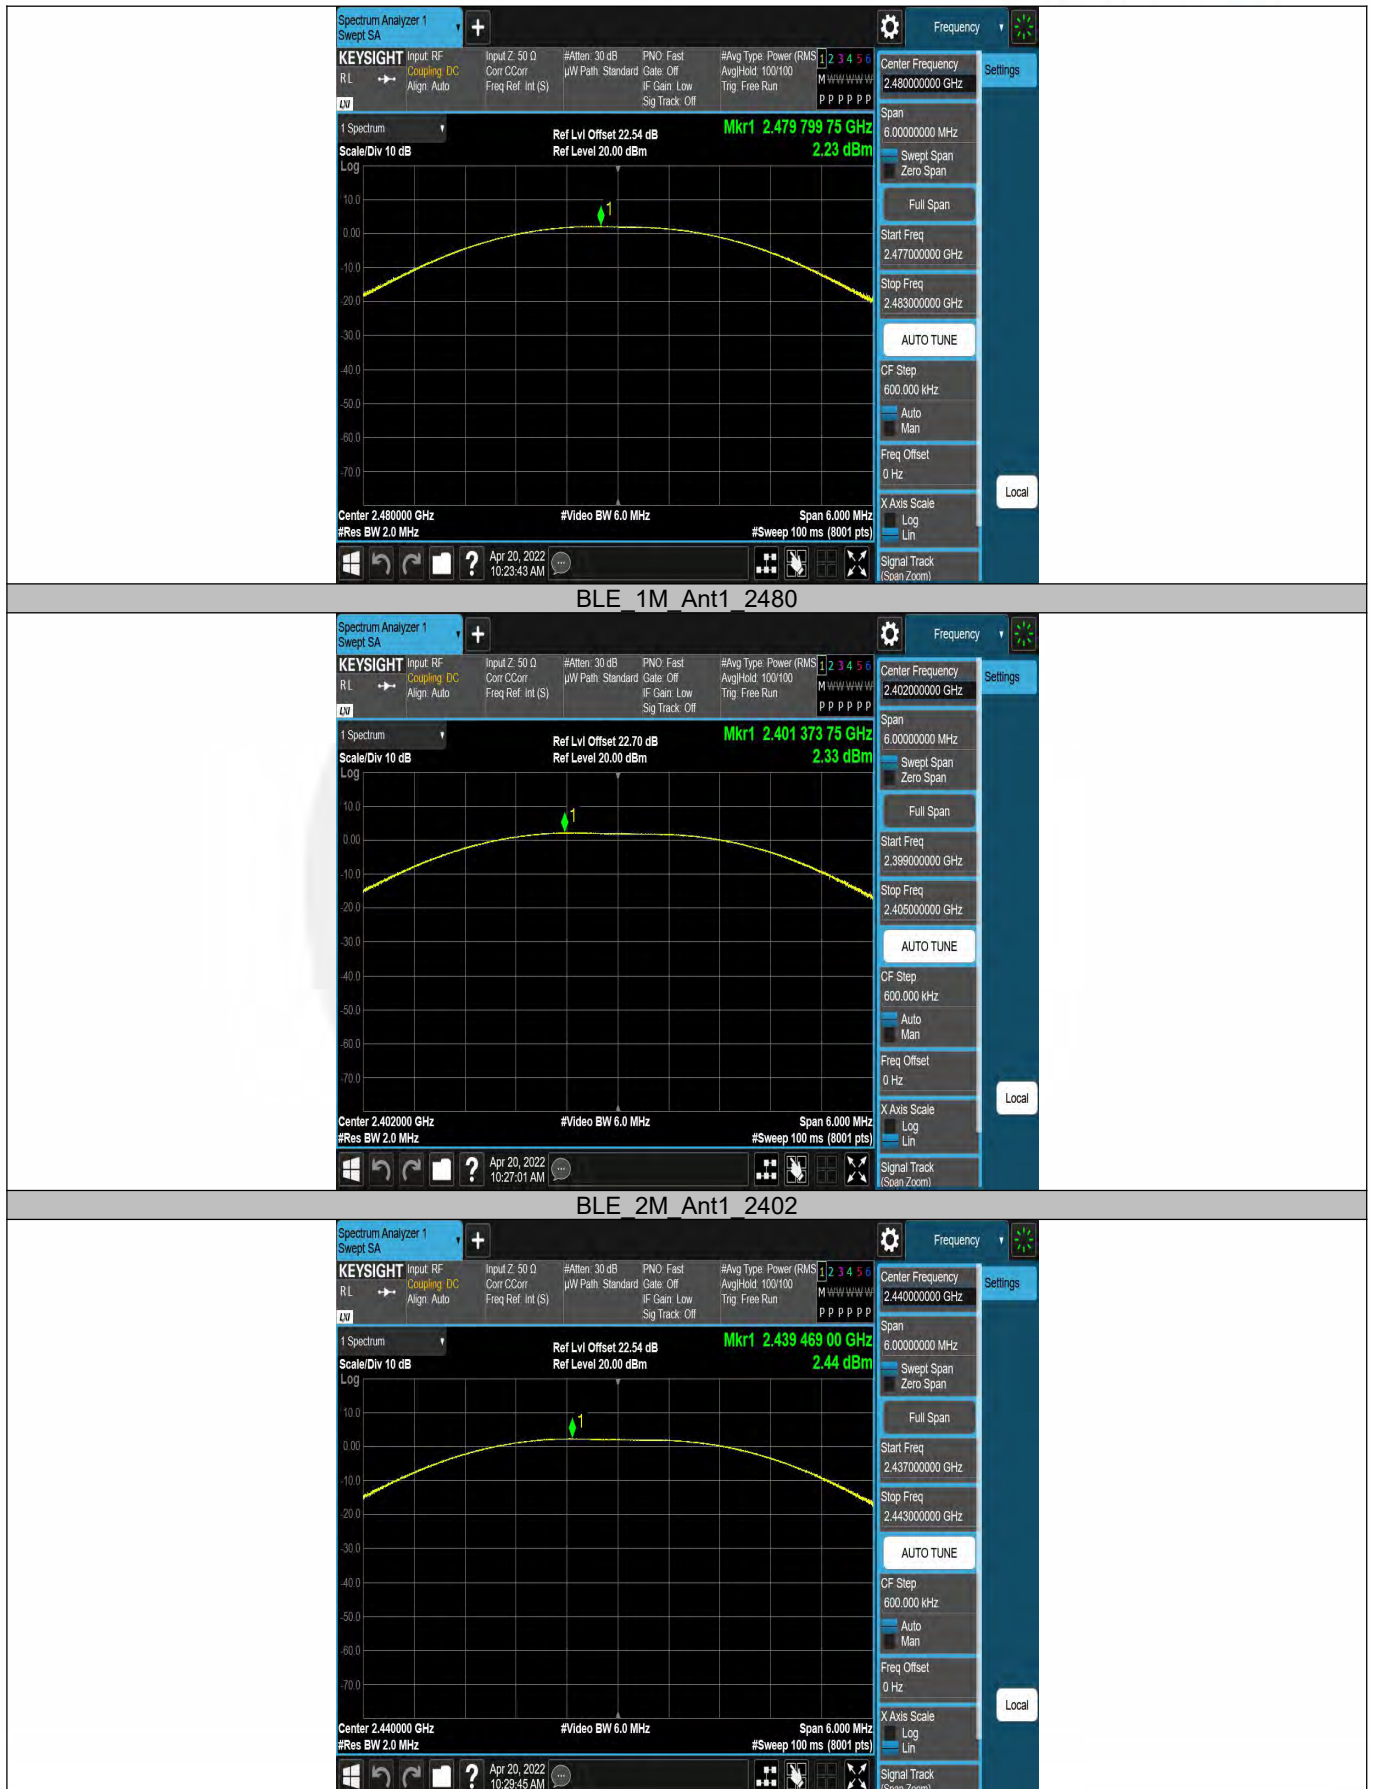 Spectrum Analyzer 1
Swept SA
+
Frequency
KEYSIGHT
RL
LXI
Input: RF
Coupling: DC
Align: Auto
Input Z: 50 Ω
Corr CCorr
Freq Ref: Int (S)
#Atten: 30 dB
µW Path: Standard
PNO: Fast
Gate: Off
IF Gain: Low
Sig Track: Off
#Avg Type: Power (RMS
Avg|Hold: 100/100
Trig: Free Run
1 2 3 4 5 6
M W W W W W
P P P P P P
Center Frequency
2.480000000 GHz
Settings
1 Spectrum
Scale/Div 10 dB
Log
Ref Lvl Offset 22.54 dB
Ref Level 20.00 dBm
Mkr1 2.479 799 75 GHz
2.23 dBm
Span
6.00000000 MHz
Swept Span
Zero Span
Full Span
Start Freq
2.477000000 GHz
Stop Freq
2.483000000 GHz
AUTO TUNE
CF Step
600.000 kHz
Auto
Man
Freq Offset
0 Hz
X Axis Scale
Log
Lin
Signal Track
(Span Zoom)
Local
1
10.0
0.00
-10.0
-20.0
-30.0
-40.0
-50.0
-60.0
-70.0
Center 2.480000 GHz
#Res BW 2.0 MHz
#Video BW 6.0 MHz
Span 6.000 MHz
#Sweep 100 ms (8001 pts)
?
Apr 20, 2022
10:23:43 AM
BLE_1M_Ant1_2480
Spectrum Analyzer 1
Swept SA
+
Frequency
KEYSIGHT
RL
LXI
Input: RF
Coupling: DC
Align: Auto
Input Z: 50 Ω
Corr CCorr
Freq Ref: Int (S)
#Atten: 30 dB
µW Path: Standard
PNO: Fast
Gate: Off
IF Gain: Low
Sig Track: Off
#Avg Type: Power (RMS
Avg|Hold: 100/100
Trig: Free Run
1 2 3 4 5 6
M W W W W W
P P P P P P
Center Frequency
2.402000000 GHz
Settings
1 Spectrum
Scale/Div 10 dB
Log
Ref Lvl Offset 22.70 dB
Ref Level 20.00 dBm
Mkr1 2.401 373 75 GHz
2.33 dBm
Span
6.00000000 MHz
Swept Span
Zero Span
Full Span
Start Freq
2.399000000 GHz
Stop Freq
2.405000000 GHz
AUTO TUNE
CF Step
600.000 kHz
Auto
Man
Freq Offset
0 Hz
X Axis Scale
Log
Lin
Signal Track
(Span Zoom)
Local
1
10.0
0.00
-10.0
-20.0
-30.0
-40.0
-50.0
-60.0
-70.0
Center 2.402000 GHz
#Res BW 2.0 MHz
#Video BW 6.0 MHz
Span 6.000 MHz
#Sweep 100 ms (8001 pts)
?
Apr 20, 2022
10:27:01 AM
BLE_2M_Ant1_2402
Spectrum Analyzer 1
Swept SA
+
Frequency
KEYSIGHT
RL
LXI
Input: RF
Coupling: DC
Align: Auto
Input Z: 50 Ω
Corr CCorr
Freq Ref: Int (S)
#Atten: 30 dB
µW Path: Standard
PNO: Fast
Gate: Off
IF Gain: Low
Sig Track: Off
#Avg Type: Power (RMS
Avg|Hold: 100/100
Trig: Free Run
1 2 3 4 5 6
M W W W W W
P P P P P P
Center Frequency
2.440000000 GHz
Settings
1 Spectrum
Scale/Div 10 dB
Log
Ref Lvl Offset 22.54 dB
Ref Level 20.00 dBm
Mkr1 2.439 469 00 GHz
2.44 dBm
Span
6.00000000 MHz
Swept Span
Zero Span
Full Span
Start Freq
2.437000000 GHz
Stop Freq
2.443000000 GHz
AUTO TUNE
CF Step
600.000 kHz
Auto
Man
Freq Offset
0 Hz
X Axis Scale
Log
Lin
Signal Track
(Span Zoom)
Local
1
10.0
0.00
-10.0
-20.0
-30.0
-40.0
-50.0
-60.0
-70.0
Center 2.440000 GHz
#Res BW 2.0 MHz
#Video BW 6.0 MHz
Span 6.000 MHz
#Sweep 100 ms (8001 pts)
?
Apr 20, 2022
10:29:45 AM